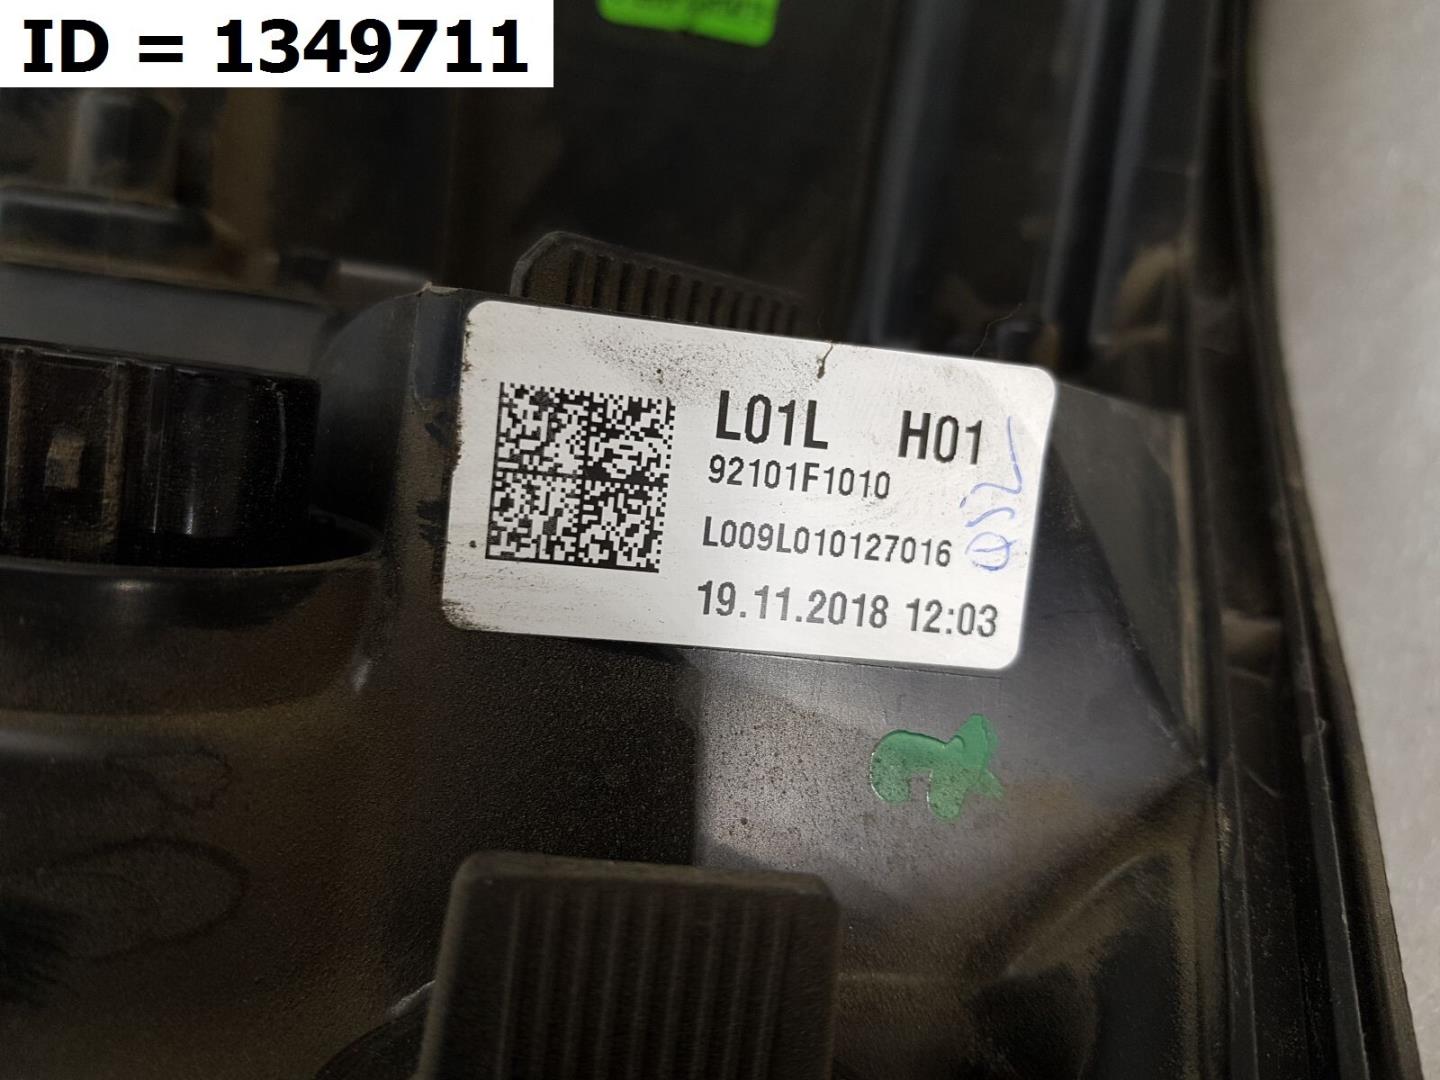 ID = 1349711
L01L H01
92101F1010
L009L010127016
19.11.2018 12:03